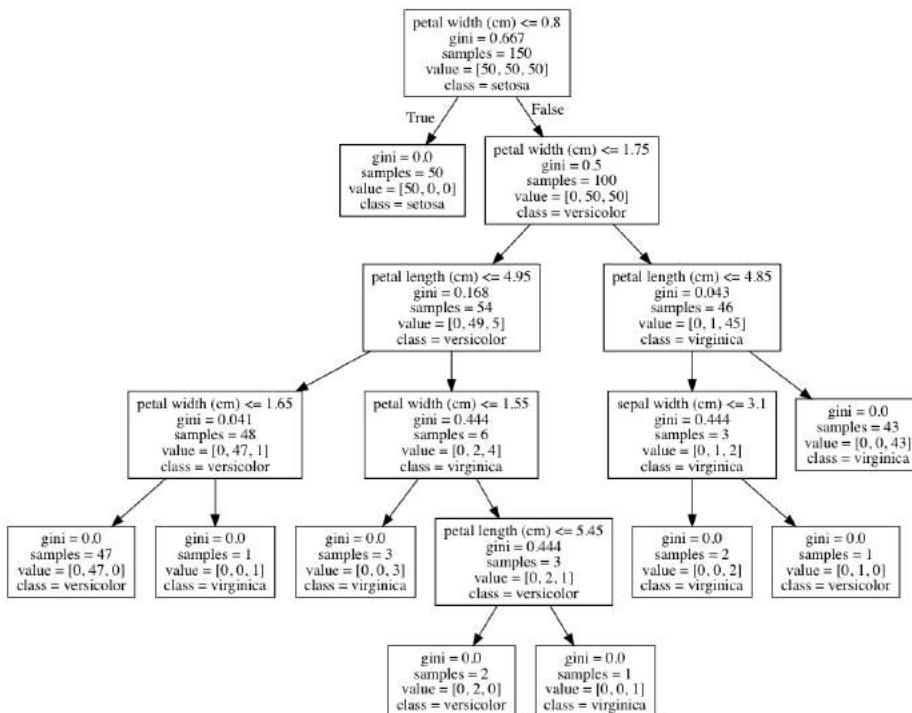 petal width (cm) <= 0.8
gini = 0.667
samples = 150
value = [50, 50, 50]
class = setosa
True
False
gini = 0.0
samples = 50
value = [50, 0, 0]
class = setosa
petal width (cm) <= 1.75
gini = 0.5
samples = 100
value = [0, 50, 50]
class = versicolor
petal length (cm) <= 4.95
gini = 0.168
samples = 54
value = [0, 49, 5]
class = versicolor
petal length (cm) <= 4.85
gini = 0.043
samples = 46
value = [0, 1, 45]
class = virginica
petal width (cm) <= 1.65
gini = 0.041
samples = 48
value = [0, 47, 1]
class = versicolor
petal width (cm) <= 1.55
gini = 0.444
samples = 6
value = [0, 2, 4]
class = virginica
sepal width (cm) <= 3.1
gini = 0.444
samples = 3
value = [0, 1, 2]
class = virginica
gini = 0.0
samples = 43
value = [0, 0, 43]
class = virginica
gini = 0.0
samples = 47
value = [0, 47, 0]
class = versicolor
gini = 0.0
samples = 1
value = [0, 0, 1]
class = virginica
gini = 0.0
samples = 3
value = [0, 0, 3]
class = virginica
petal length (cm) <= 5.45
gini = 0.444
samples = 3
value = [0, 2, 1]
class = versicolor
gini = 0.0
samples = 2
value = [0, 0, 2]
class = virginica
gini = 0.0
samples = 1
value = [0, 1, 0]
class = versicolor
gini = 0.0
samples = 2
value = [0, 2, 0]
class = versicolor
gini = 0.0
samples = 1
value = [0, 0, 1]
class = virginica